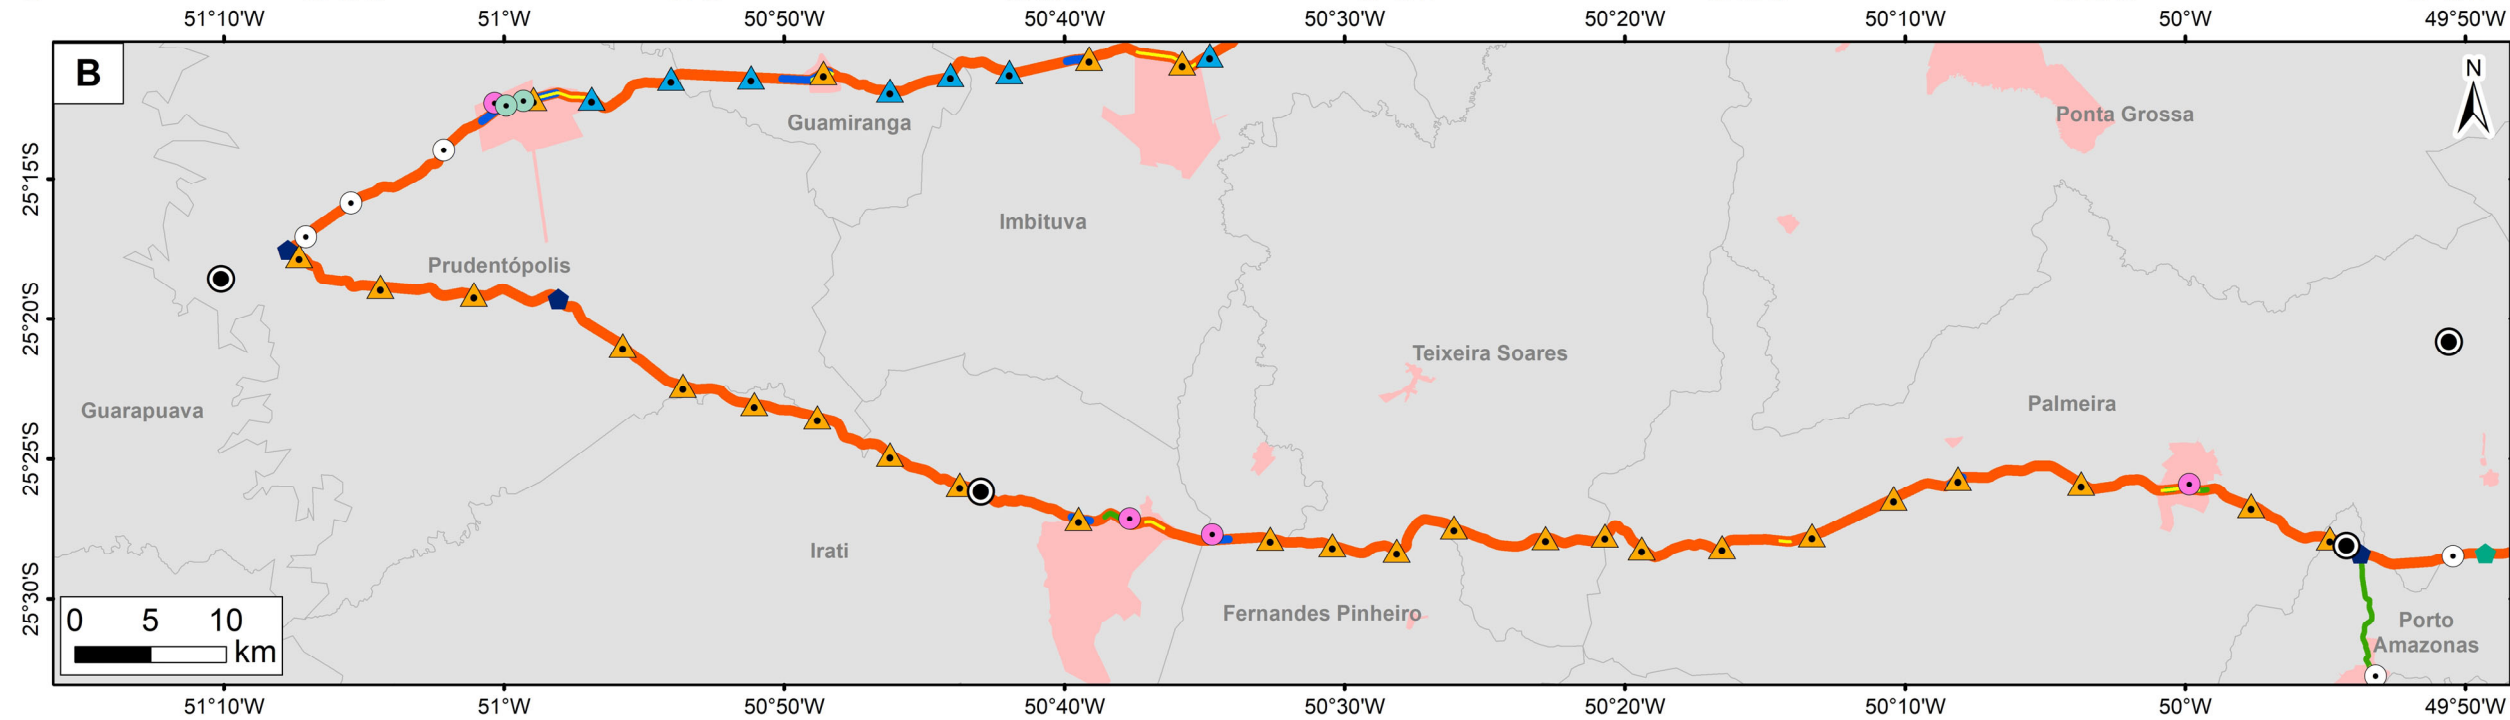 51°10'W 51°W 50°50'W 50°40'W 50°30'W 50°20'W 50°10'W 50°W 49°50'W
B
N
Ponta Grossa
Guamiranga
25°15'S
Imbituva
Prudentópolis
25°20'S
Teixeira Soares
Palmeira
Guarapuava
25°25'S
Irati
25°30'S
0 5 10
km
Fernandes Pinheiro
Porto
Amazonas
51°10'W 51°W 50°50'W 50°40'W 50°30'W 50°20'W 50°10'W 50°W 49°50'W